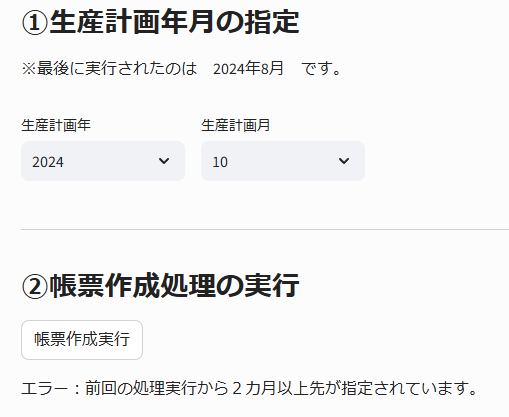 ①生産計画年月の指定
※最後に実行されたのは　2024年8月　です。
生産計画年　生産計画月
2024　10
②帳票作成処理の実行
帳票作成実行
エラー：前回の処理実行から２カ月以上先が指定されています。